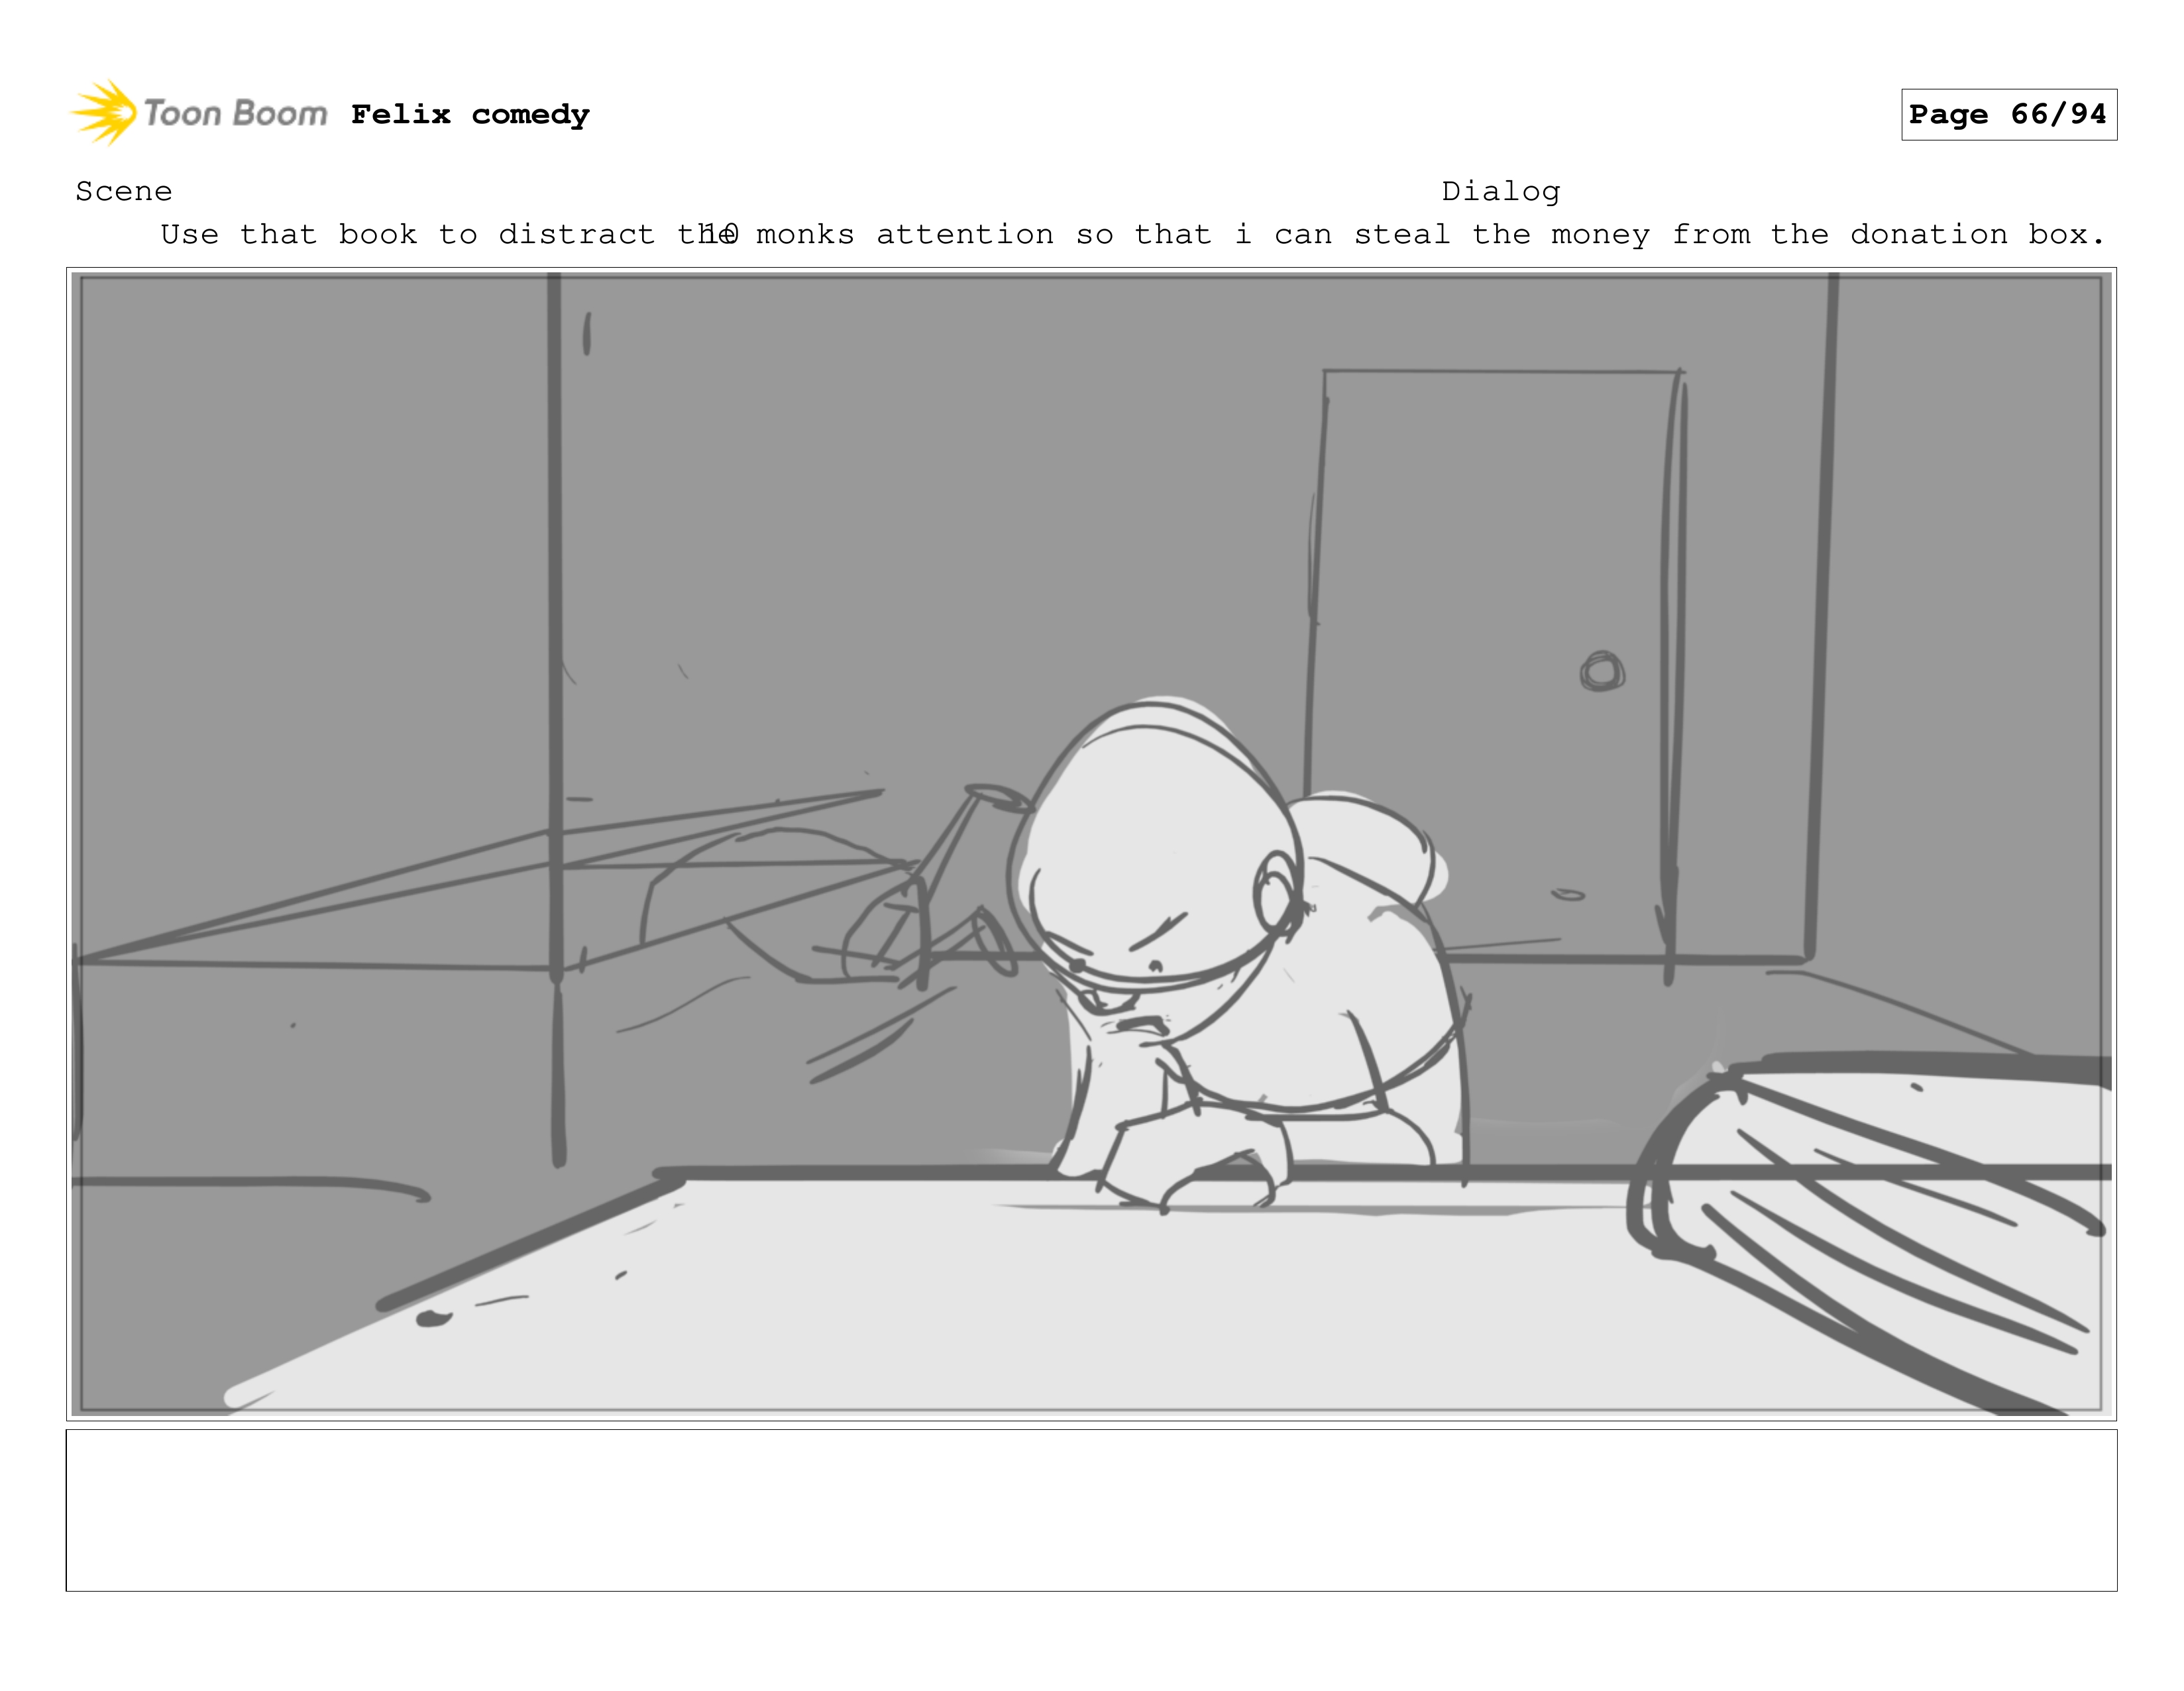 Toon Boom Felix comedy Page 66/94
Scene Dialog
10 Use that book to distract the monks attention so that i can steal the money from the donation box.